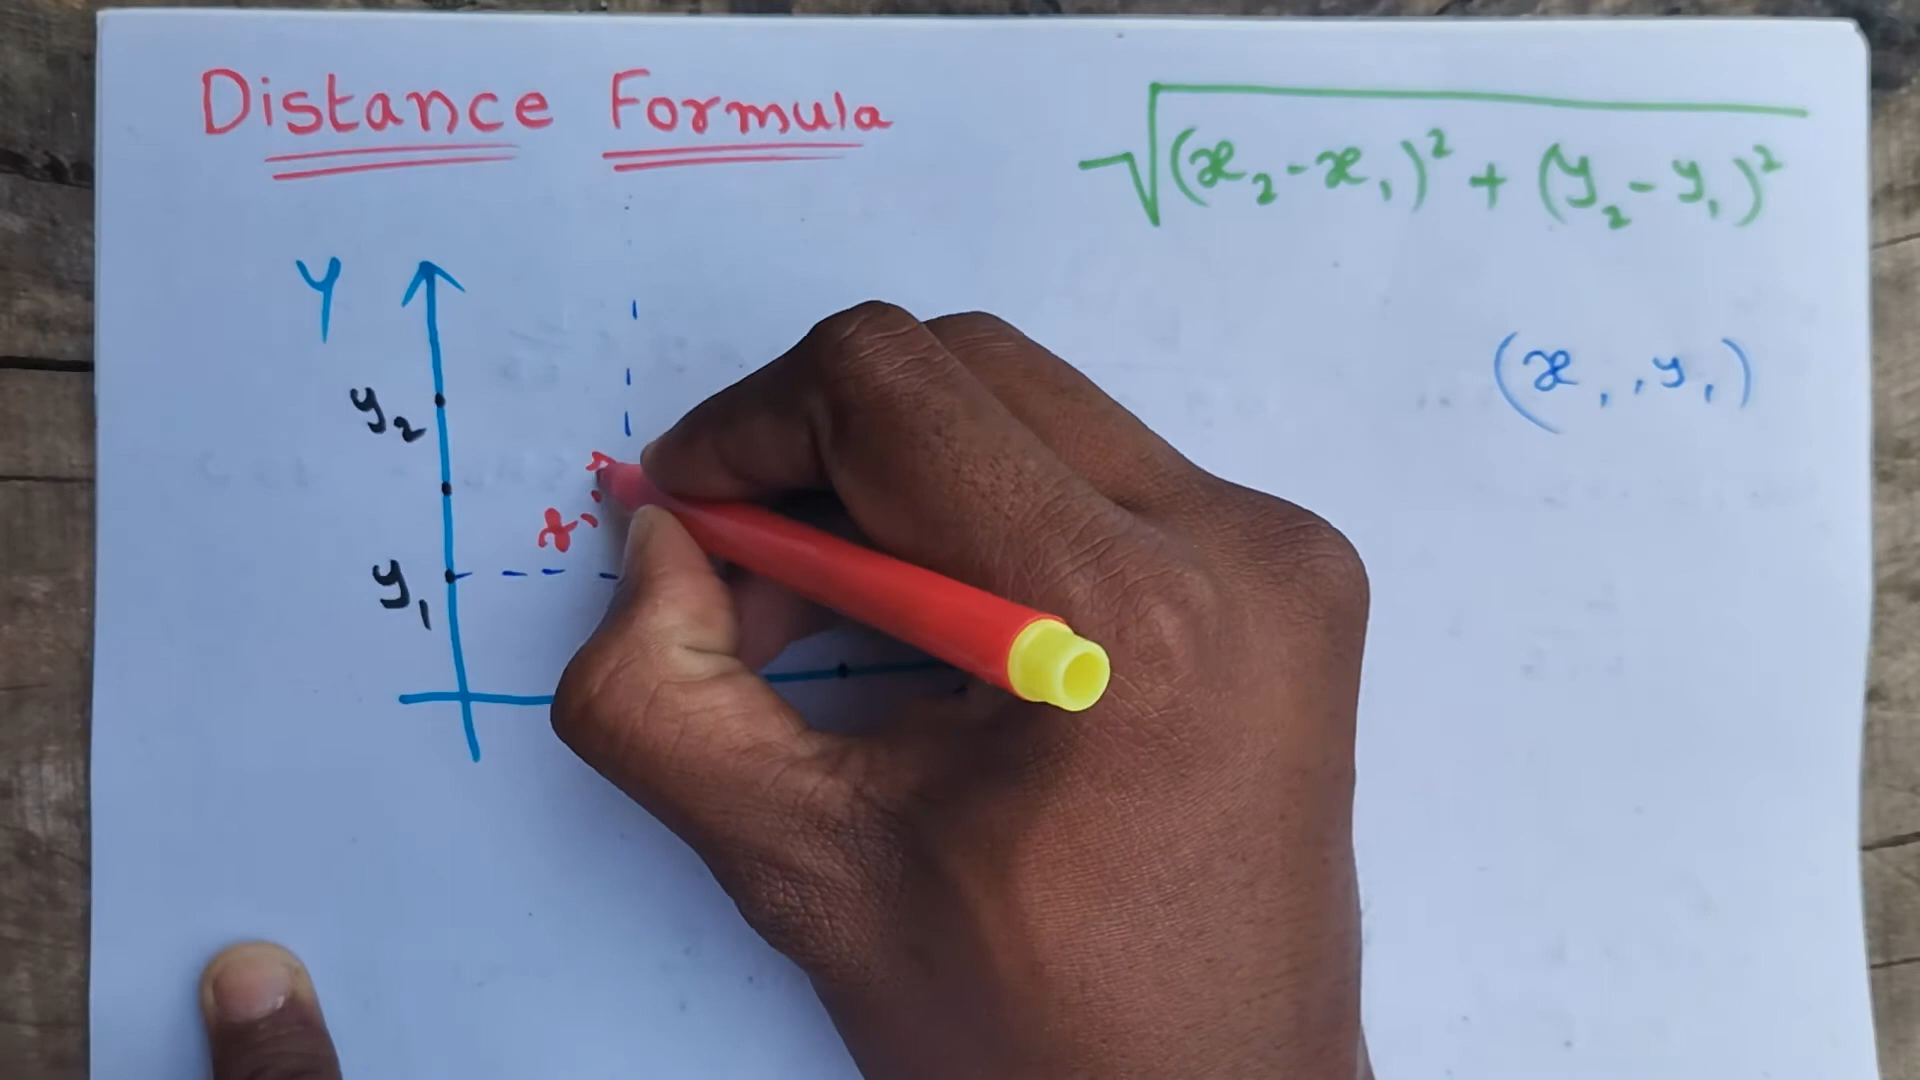 Distance Formula
√(x₂-x₁)² + (y₂-y₁)²
Y
(x₁, y₁)
y₂
x, y
y₁